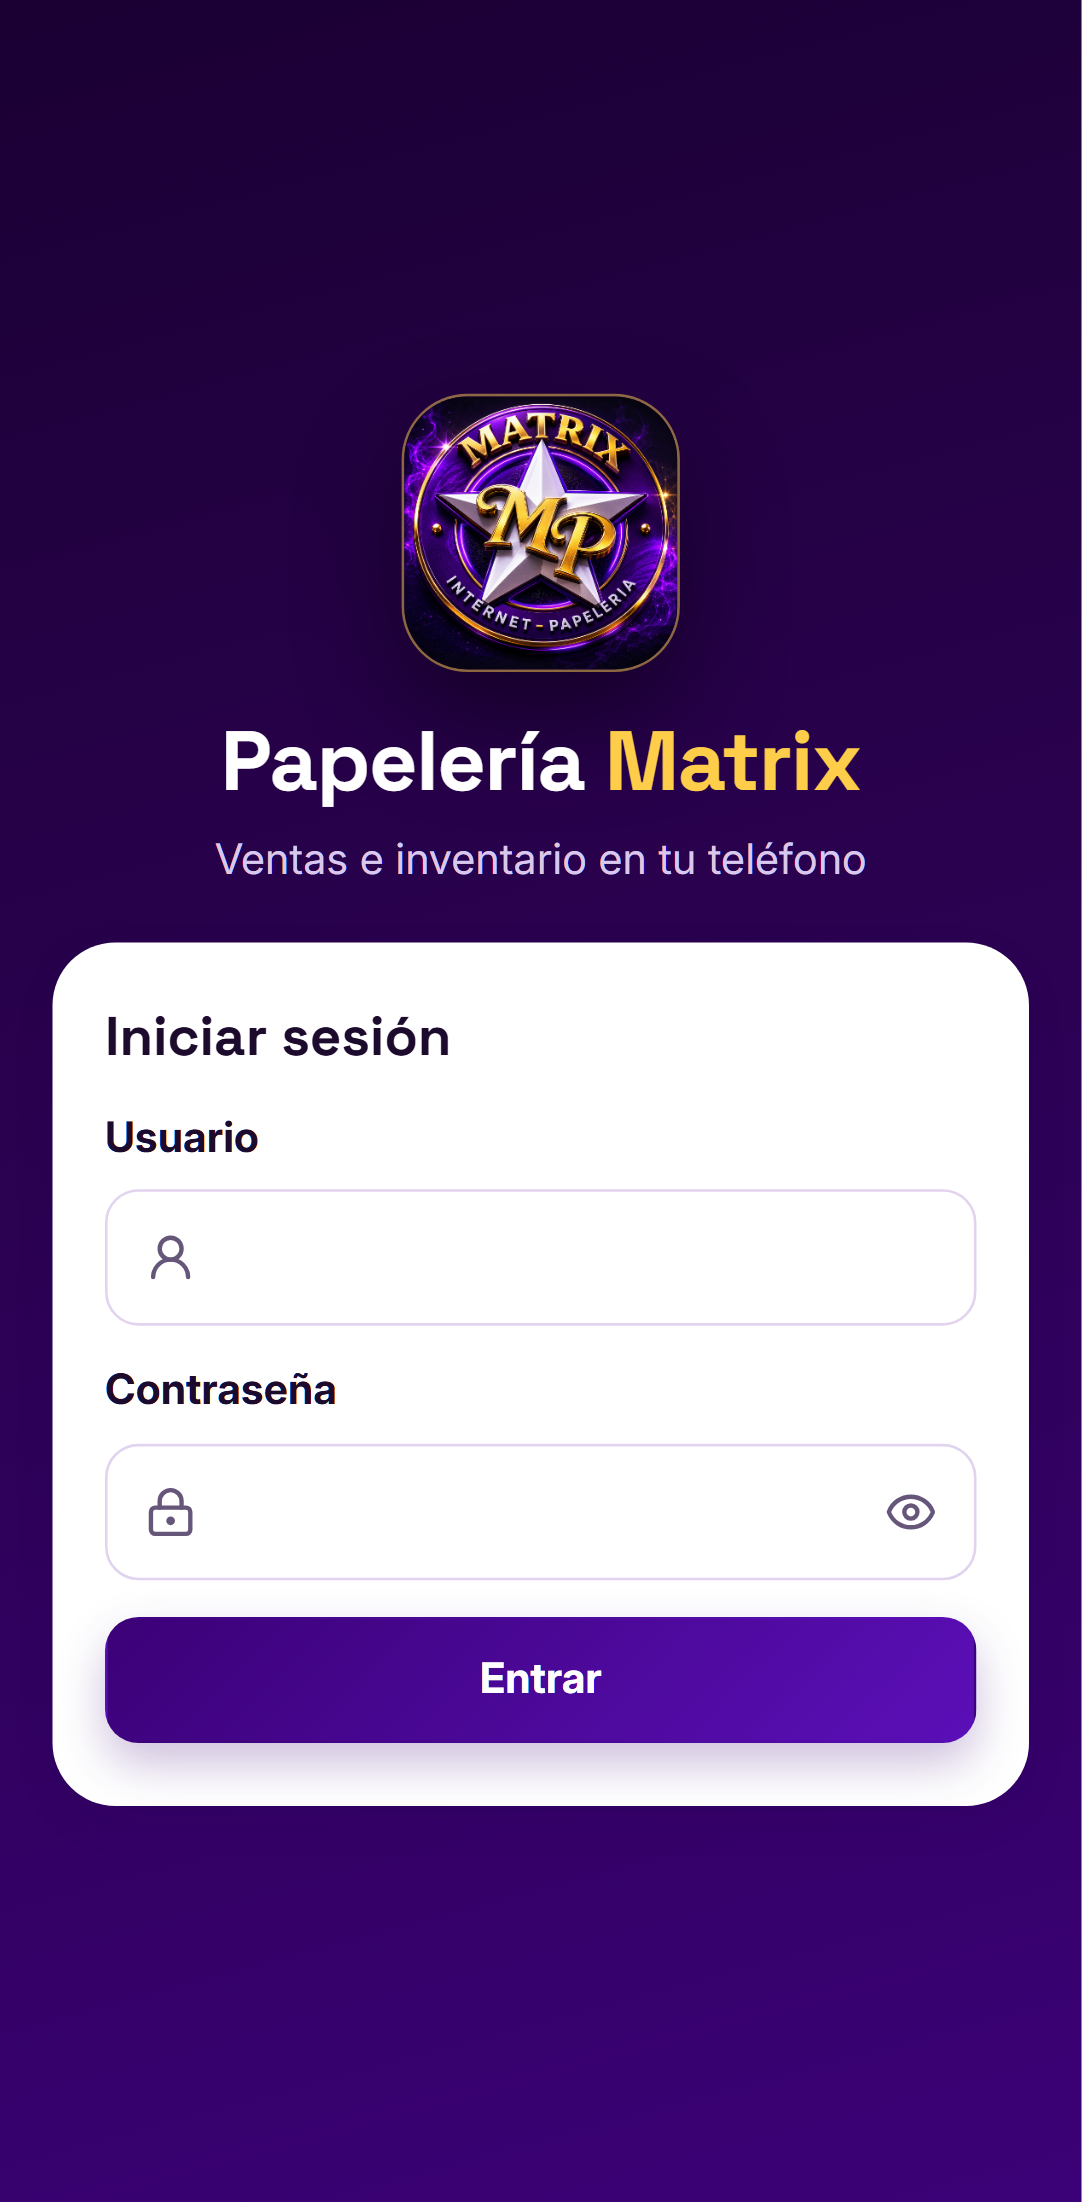 MATRIX
MP
INTERNET - PAPELERIA
Papelería Matrix
Ventas e inventario en tu teléfono
Iniciar sesión
Usuario
Contraseña
Entrar